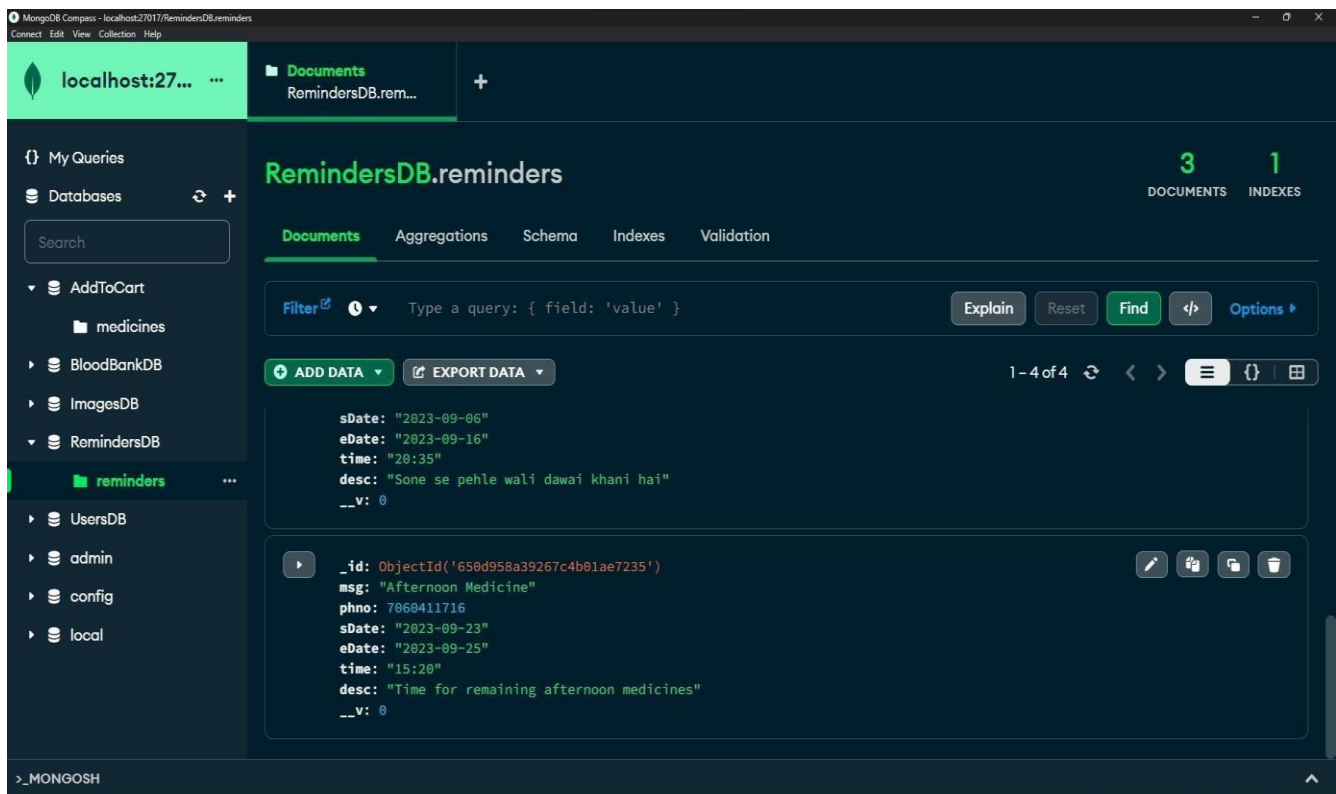 MongoDB Compass - localhost:27017/RemindersDB.reminders
Connect Edit View Collection Help
localhost:27... ...
Documents
RemindersDB.rem...
+
{} My Queries
Databases
Search
AddToCart
medicines
BloodBankDB
ImagesDB
RemindersDB
reminders ...
UsersDB
admin
config
local
RemindersDB.reminders
3
DOCUMENTS
1
INDEXES
Documents Aggregations Schema Indexes Validation
Filter Type a query: { field: 'value' } Explain Reset Find </> Options
ADD DATA EXPORT DATA 1 – 4 of 4 {}
sDate: "2023-09-06"
eDate: "2023-09-16"
time: "20:35"
desc: "Sone se pehle wali dawai khani hai"
__v: 0
_id: ObjectId('650d958a39267c4b01ae7235')
msg: "Afternoon Medicine"
phno: 7060411716
sDate: "2023-09-23"
eDate: "2023-09-25"
time: "15:20"
desc: "Time for remaining afternoon medicines"
__v: 0
>_MONGOSH